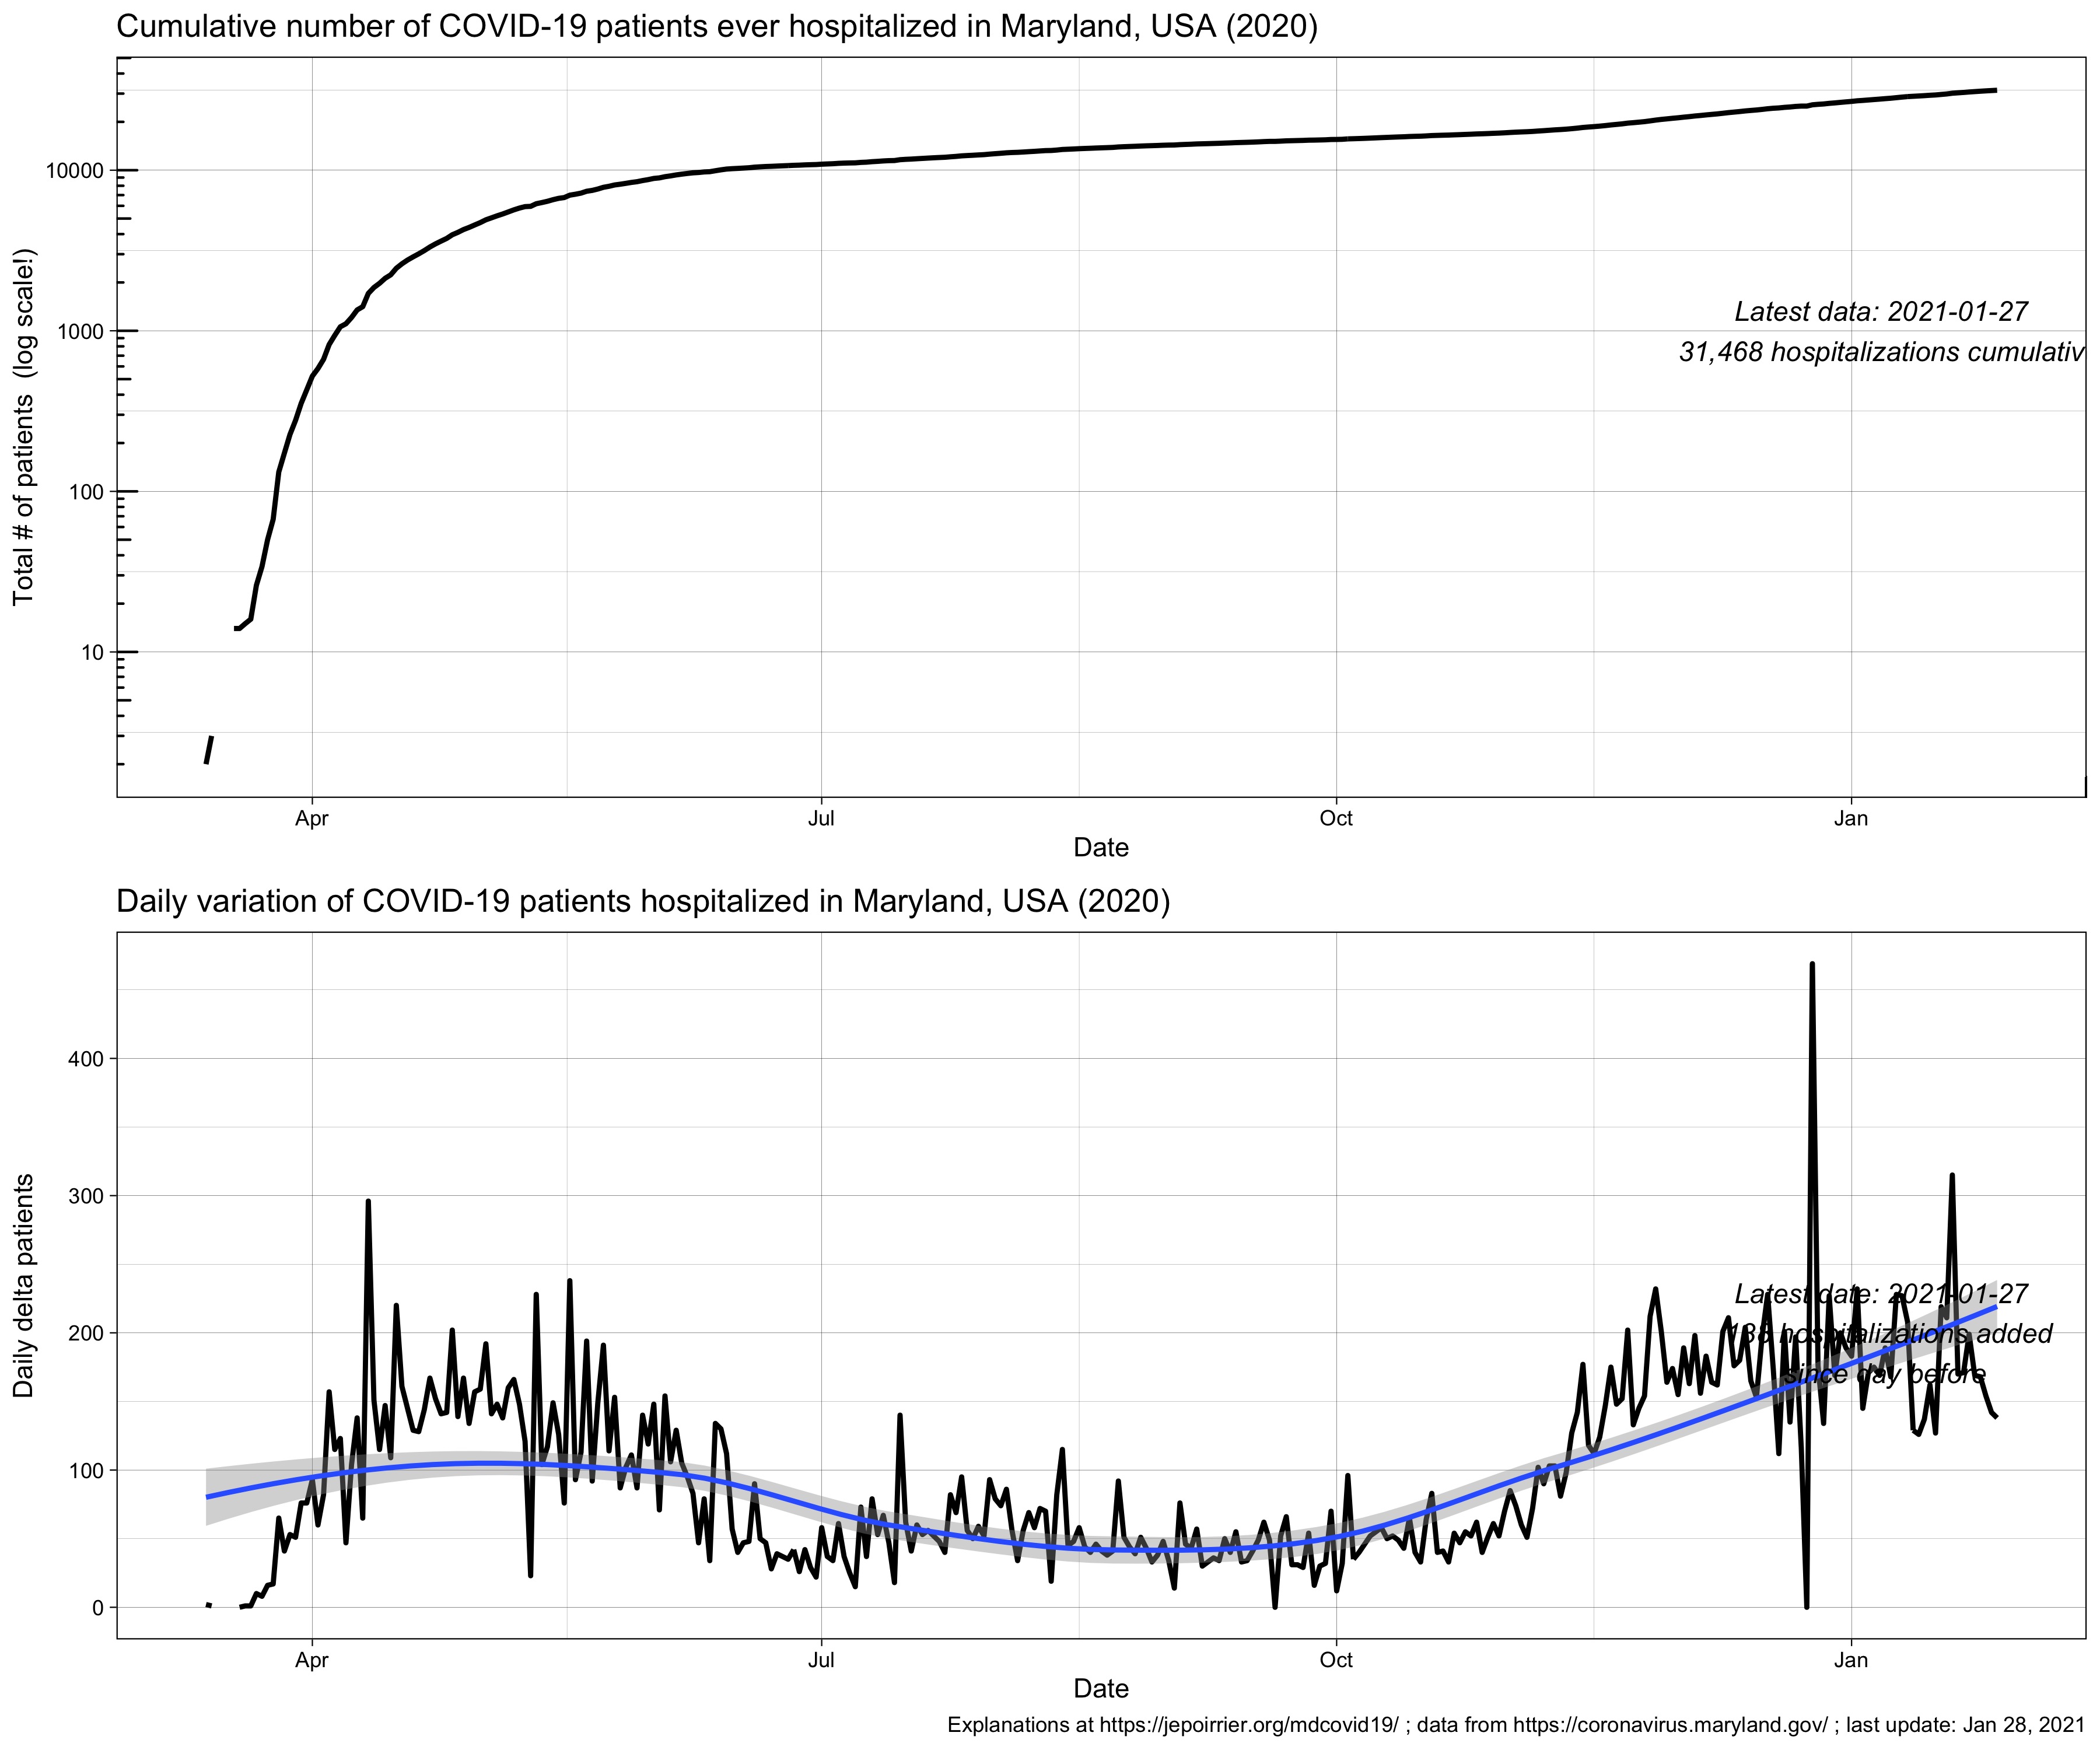 Cumulative number of COVID-19 patients ever hospitalized in Maryland, USA (2020)
Total # of patients  (log scale!)
10000
1000
100
10
Latest data: 2021-01-27
31,468 hospitalizations cumulativ
Apr
Jul
Oct
Jan
Date
Daily variation of COVID-19 patients hospitalized in Maryland, USA (2020)
Daily delta patients
400
300
200
100
0
Latest date: 2021-01-27
138 hospitalizations added
since day before
Apr
Jul
Oct
Jan
Date
Explanations at https://jepoirrier.org/mdcovid19/ ; data from https://coronavirus.maryland.gov/ ; last update: Jan 28, 2021